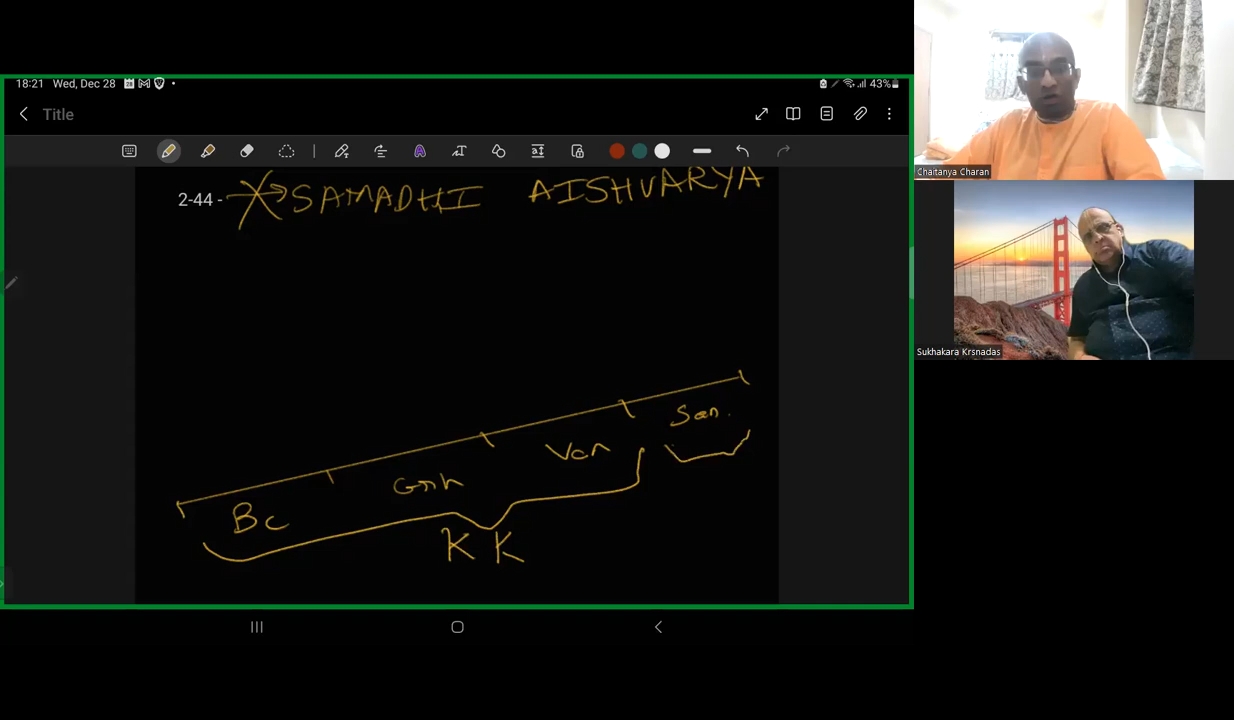 18:21 Wed, Dec 28 43%
Title
2-44 - SAMADHI AISHVARYA
San.
Van
Grh
Bc
KK
Chaitanya Charan
Sukhakara Krsnadas